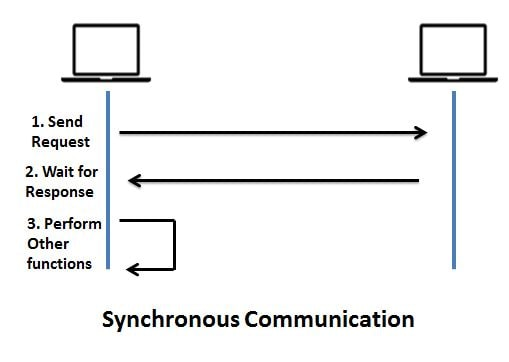 1. Send
Request
2. Wait for
Response
3. Perform
Other
functions
Synchronous Communication